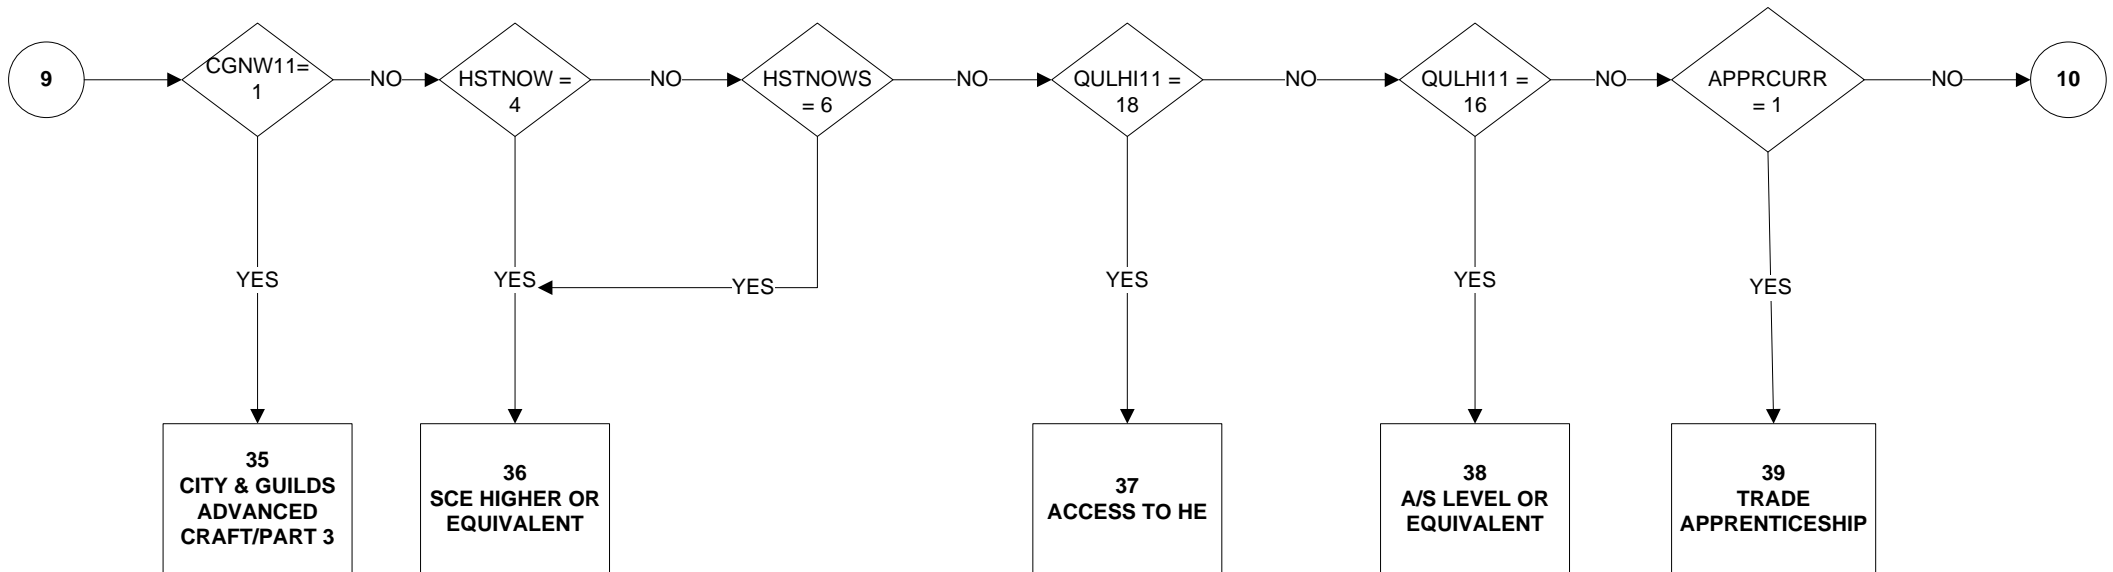 9
CGNW11=
1
NO
HSTNOW =
4
NO
HSTNOWS
= 6
NO
QULHI11 =
18
NO
QULHI11 =
16
NO
APPRCURR
= 1
NO
10
YES
YES
YES
YES
YES
YES
35
CITY & GUILDS
ADVANCED
CRAFT/PART 3
36
SCE HIGHER OR
EQUIVALENT
37
ACCESS TO HE
38
A/S LEVEL OR
EQUIVALENT
39
TRADE
APPRENTICESHIP